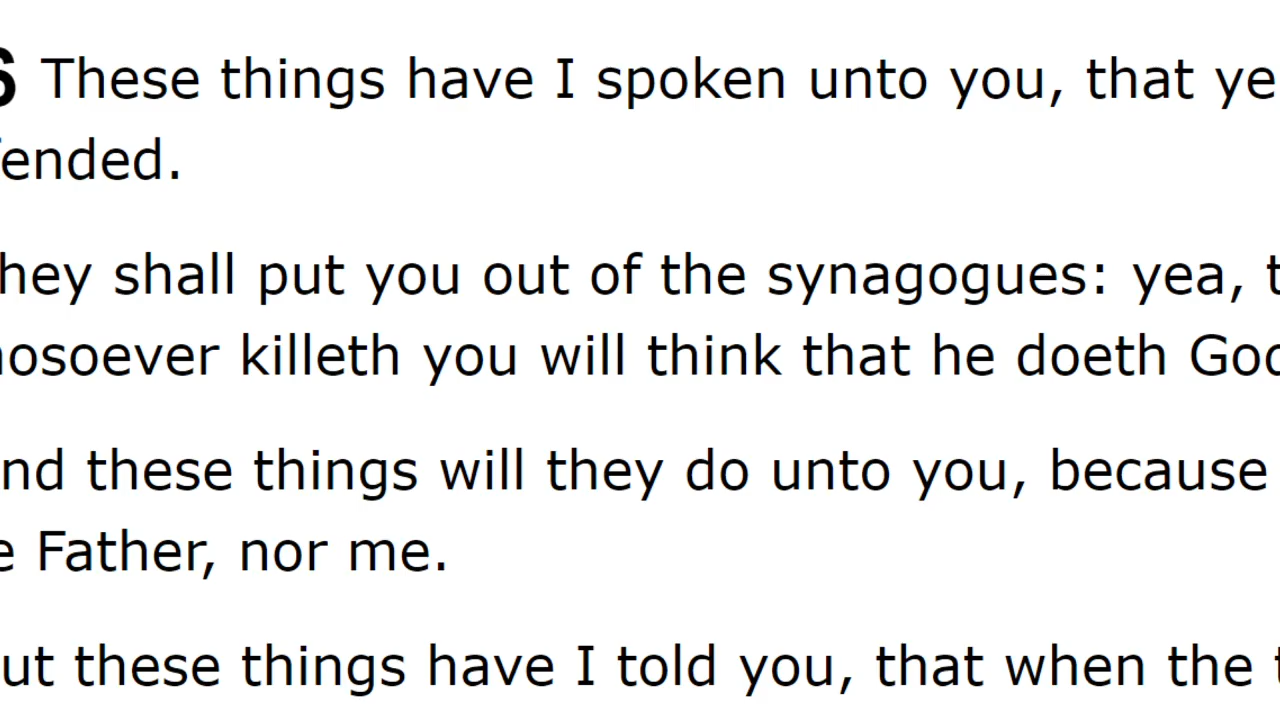 6 These things have I spoken unto you, that ye
ended.
hey shall put you out of the synagogues: yea,
hosoever killeth you will think that he doeth God
nd these things will they do unto you, because
e Father, nor me.
ut these things have I told you, that when the